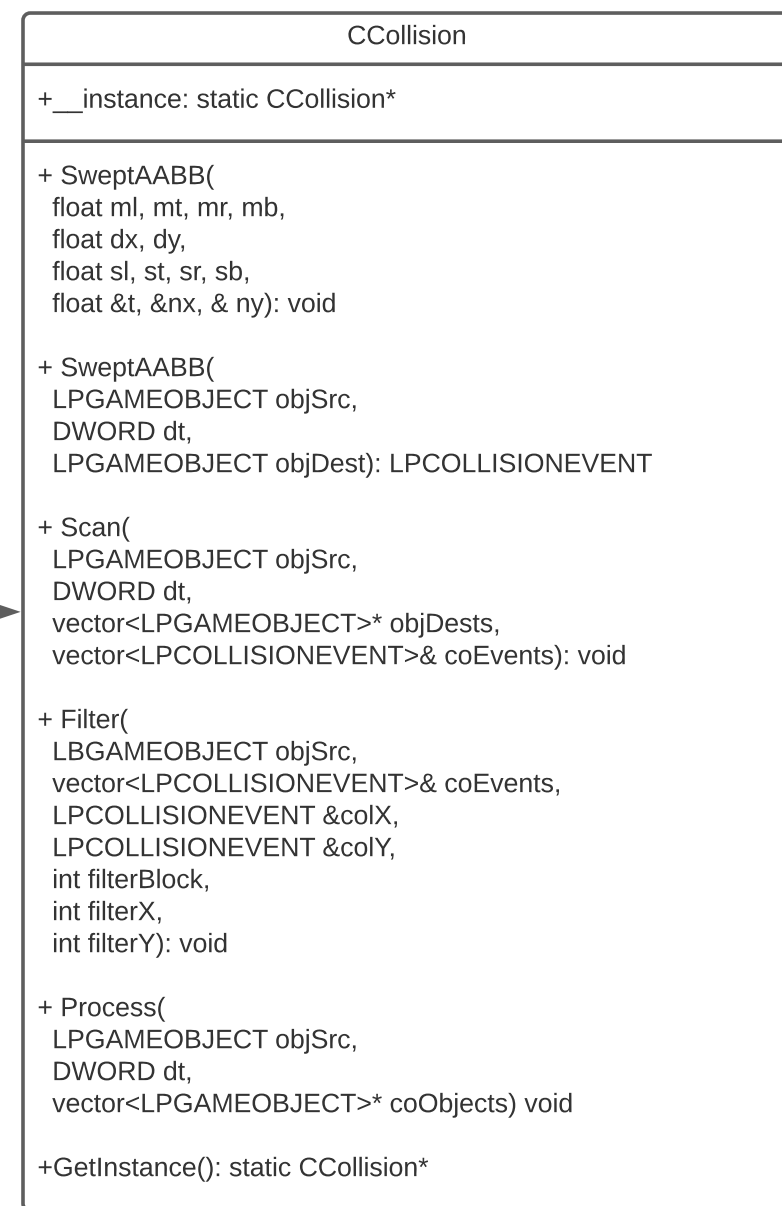 CCollision
+__instance: static CCollision*
+ SweptAABB(
float ml, mt, mr, mb,
float dx, dy,
float sl, st, sr, sb,
float &t, &nx, & ny): void
+ SweptAABB(
LPGAMEOBJECT objSrc,
DWORD dt,
LPGAMEOBJECT objDest): LPCOLLISIONEVENT
+ Scan(
LPGAMEOBJECT objSrc,
DWORD dt,
vector<LPGAMEOBJECT>* objDests,
vector<LPCOLLISIONEVENT>& coEvents): void
+ Filter(
LBGAMEOBJECT objSrc,
vector<LPCOLLISIONEVENT>& coEvents,
LPCOLLISIONEVENT &colX,
LPCOLLISIONEVENT &colY,
int filterBlock,
int filterX,
int filterY): void
+ Process(
LPGAMEOBJECT objSrc,
DWORD dt,
vector<LPGAMEOBJECT>* coObjects) void
+GetInstance(): static CCollision*